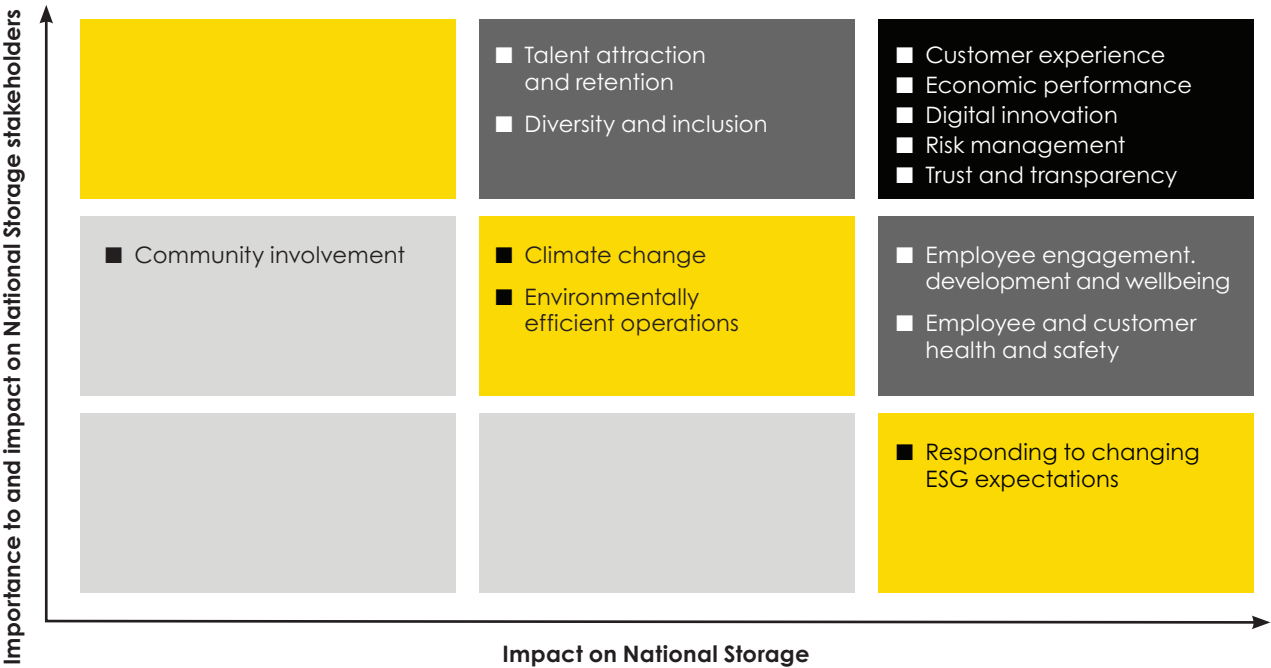 Importance to and impact on National Storage stakeholders
Talent attraction
and retention
Diversity and inclusion
Customer experience
Economic performance
Digital innovation
Risk management
Trust and transparency
Community involvement
Climate change
Environmentally
efficient operations
Employee engagement.
development and wellbeing
Employee and customer
health and safety
Responding to changing
ESG expectations
Impact on National Storage